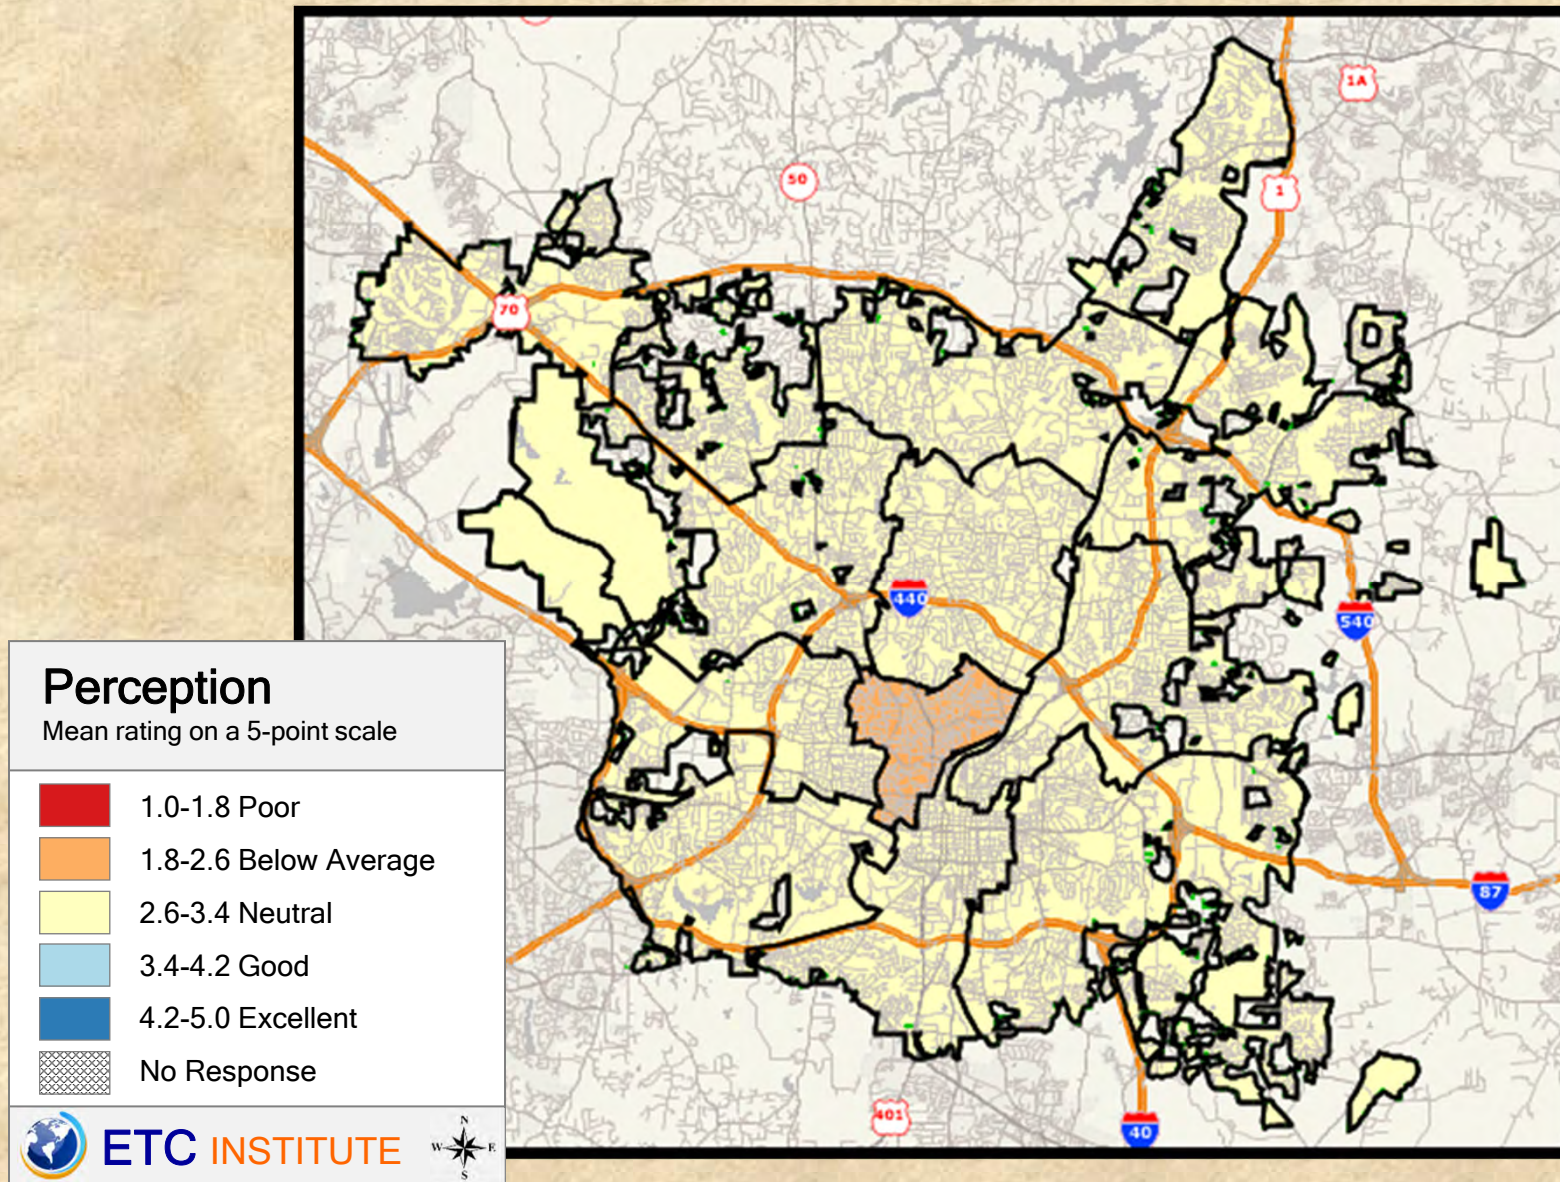 1A
50
1
70
440
540
87
401
40
Perception
Mean rating on a 5-point scale
1.0-1.8 Poor
1.8-2.6 Below Average
2.6-3.4 Neutral
3.4-4.2 Good
4.2-5.0 Excellent
No Response
ETC INSTITUTE
N
W E
S